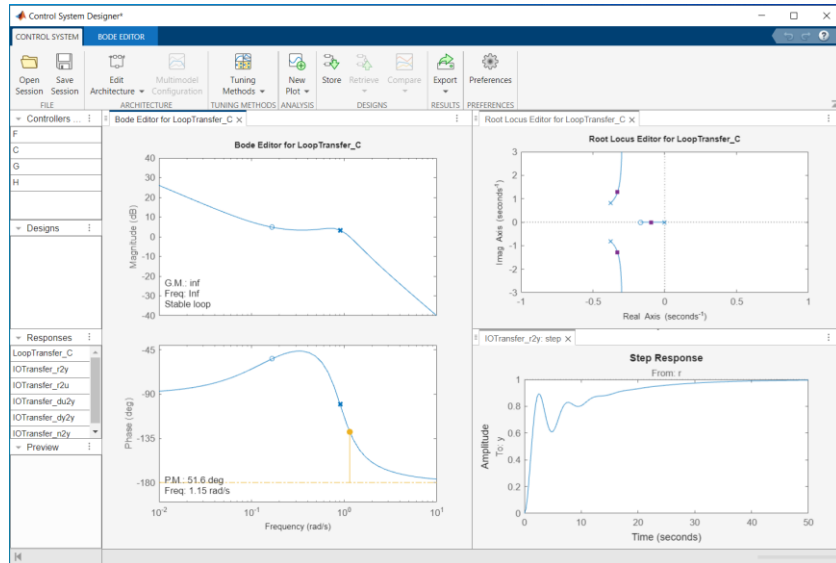 Control System Designer*
CONTROL SYSTEM
BODE EDITOR
Open Session
Save Session
Edit Architecture
Multimodel Configuration
Tuning Methods
New Plot
Store
Retrieve
Compare
Export
Preferences
FILE
ARCHITECTURE
TUNING METHODS
ANALYSIS
DESIGNS
RESULTS
PREFERENCES
Controllers ...
F
C
G
H
Designs
Responses
LoopTransfer_C
IOTransfer_r2y
IOTransfer_r2u
IOTransfer_du2y
IOTransfer_dy2y
IOTransfer_n2y
Preview
Bode Editor for LoopTransfer_C
Bode Editor for LoopTransfer_C
Magnitude (dB)
40
30
20
10
0
-10
-20
-30
-40
G.M.: inf
Freq: Inf
Stable loop
Phase (deg)
-45
-90
-135
-180
P.M.: 51.6 deg
Freq: 1.15 rad/s
10-2
10-1
100
101
Frequency (rad/s)
Root Locus Editor for LoopTransfer_C
Root Locus Editor for LoopTransfer_C
Imag Axis (seconds-1)
3
2
1
0
-1
-2
-3
-1
-0.5
0
0.5
1
Real Axis (seconds-1)
IOTransfer_r2y: step
Step Response
From: r
Amplitude
To: y
1
0.8
0.6
0.4
0.2
0
0
10
20
30
40
50
Time (seconds)